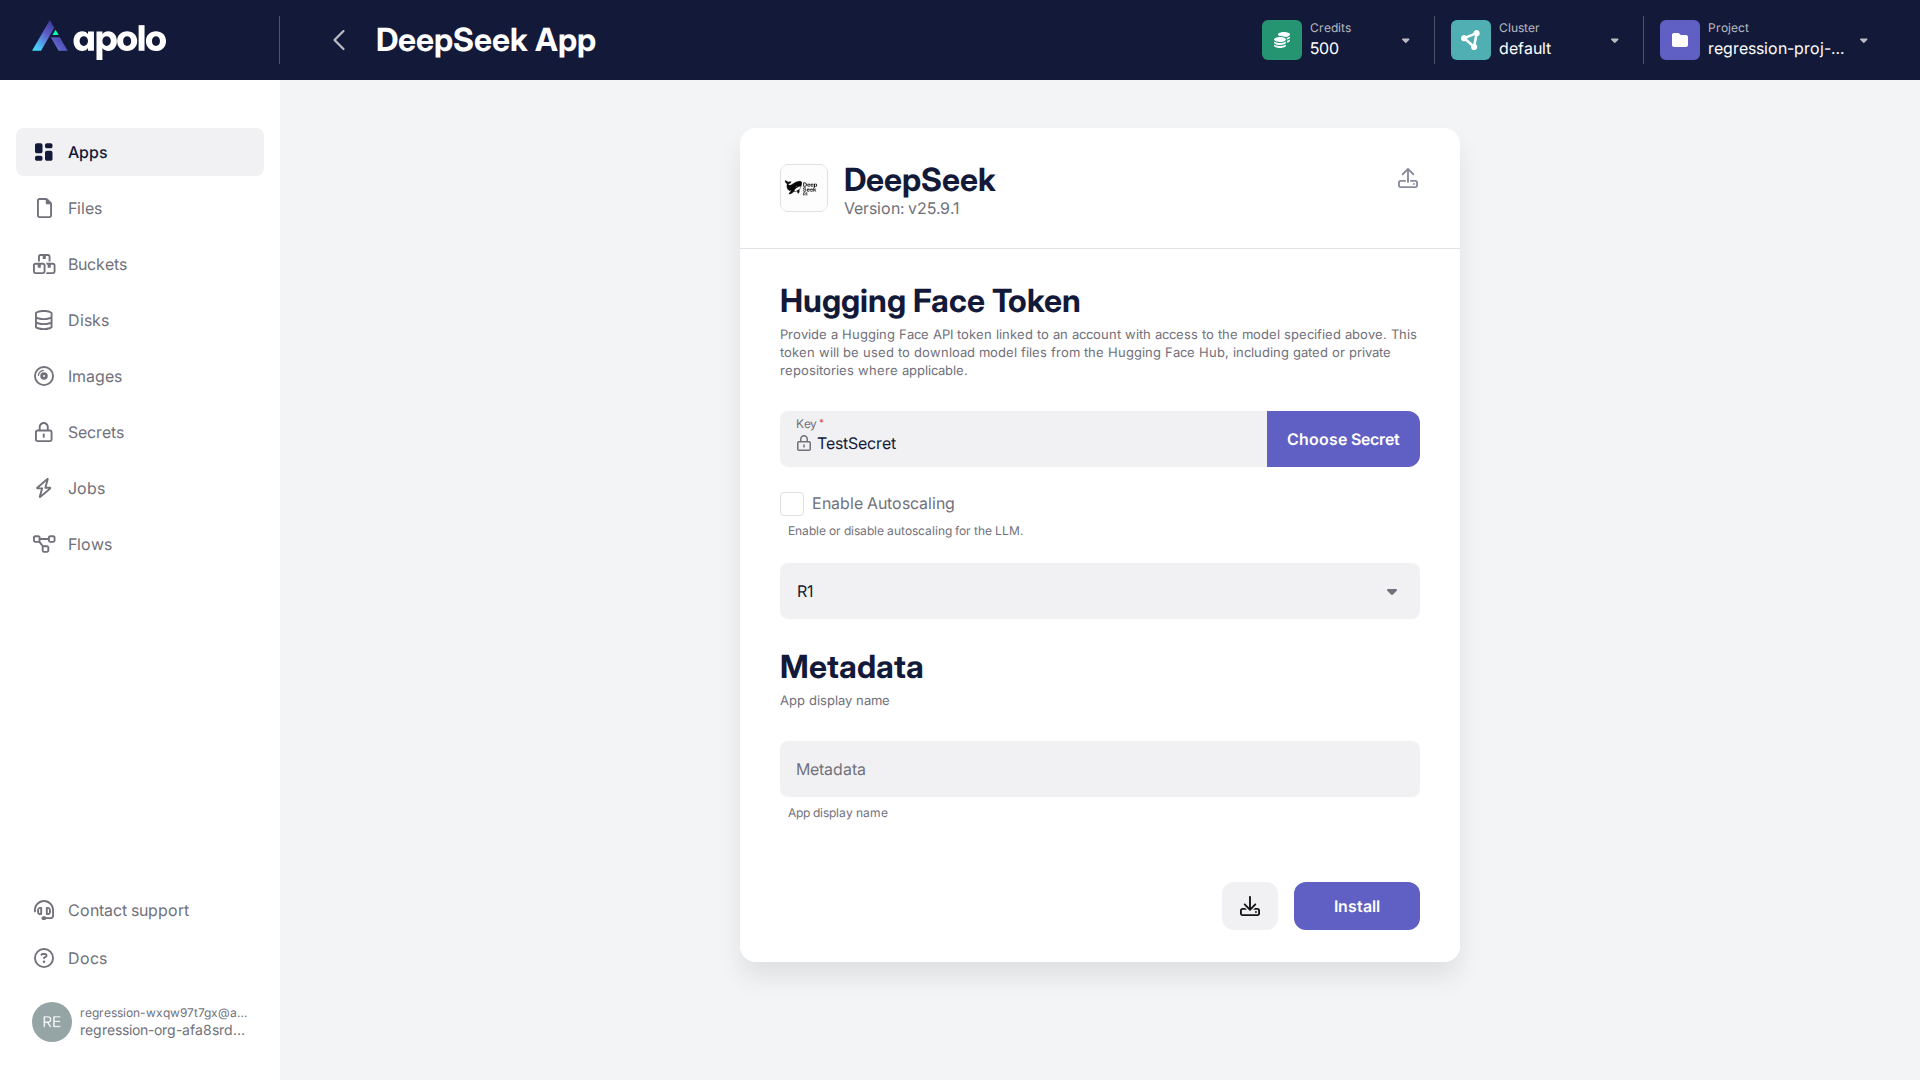 apolo
DeepSeek App
Credits
500
Cluster
default
Project
regression-proj-...
Apps
Files
Buckets
Disks
Images
Secrets
Jobs
Flows
Contact support
Docs
RE
regression-wxqw97t7gx@a...
regression-org-afa8srd...
Deep
Seek
DeepSeek
Version: v25.9.1
Hugging Face Token
Provide a Hugging Face API token linked to an account with access to the model specified above. This
token will be used to download model files from the Hugging Face Hub, including gated or private
repositories where applicable.
Key *
TestSecret
Choose Secret
Enable Autoscaling
Enable or disable autoscaling for the LLM.
R1
Metadata
App display name
Metadata
App display name
Install